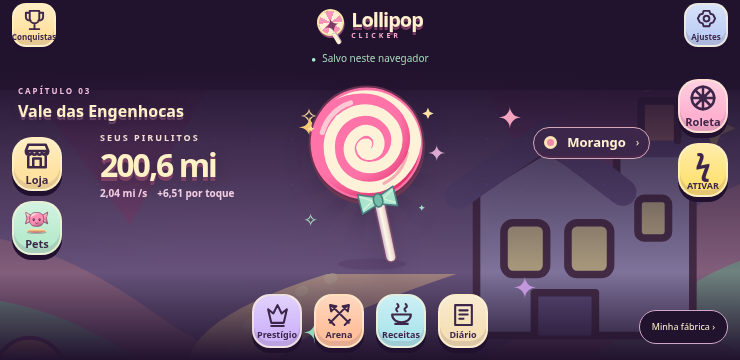 Conquistas
Lollipop
CLICKER
Ajustes
Salvo neste navegador
CAPÍTULO 03
Vale das Engenhocas
SEUS PIRULITOS
200,6 mi
2,04 mi /s +6,51 por toque
Loja
Pets
Morango ›
Roleta
ATIVAR
Prestígio
Arena
Receitas
Diário
Minha fábrica ›